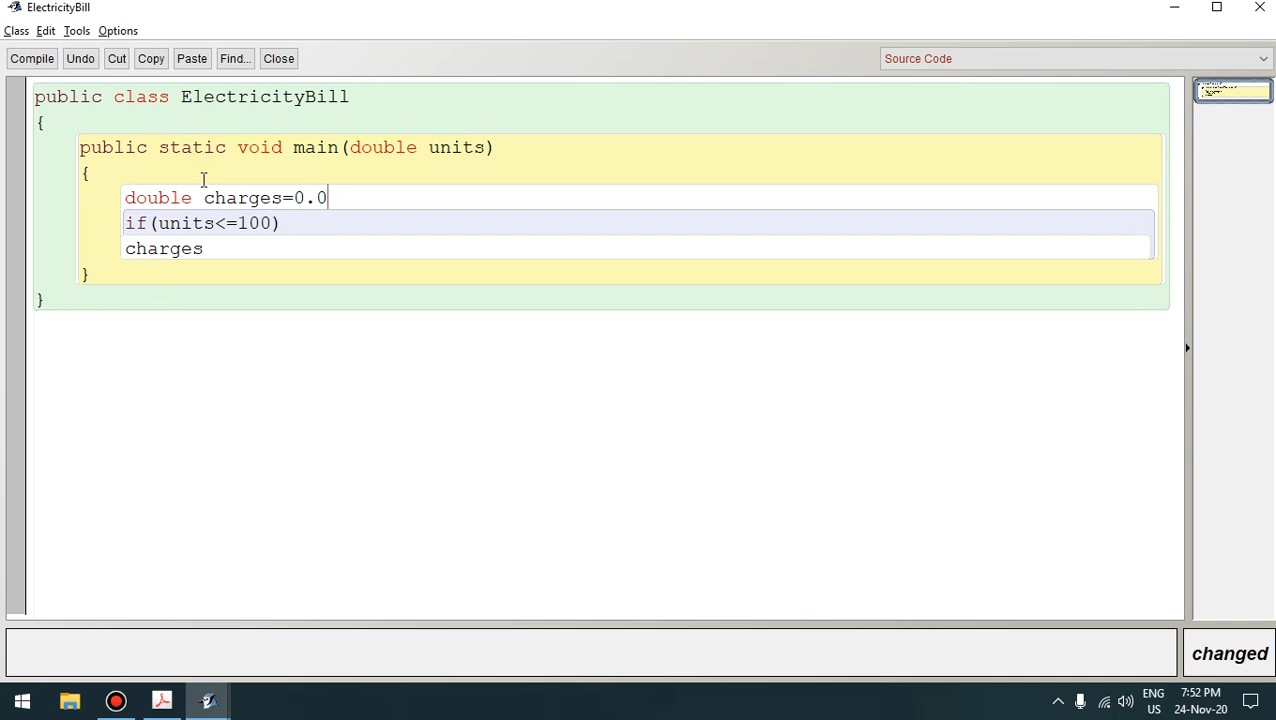 ElectricityBill
Class Edit Tools Options
Compile Undo Cut Copy Paste Find... Close Source Code
public class ElectricityBill
{
public static void main(double units)
{
double charges=0.0
if(units<=100)
charges
}
}
changed
ENG 7:52 PM
US 24-Nov-20